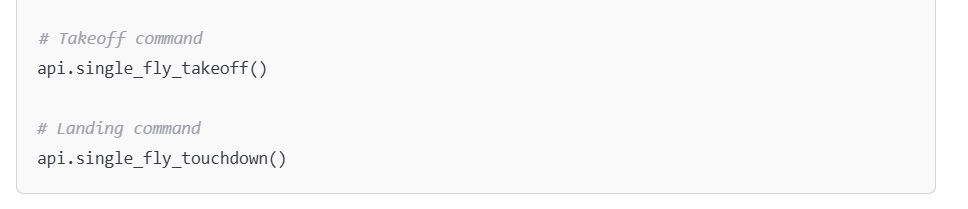 # Takeoff command
api.single_fly_takeoff()
# Landing command
api.single_fly_touchdown()